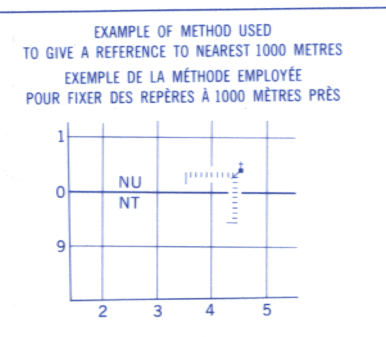 EXAMPLE OF METHOD USED
TO GIVE A REFERENCE TO NEAREST 1000 METRES
EXEMPLE DE LA MÉTHODE EMPLOYÉE
POUR FIXER DES REPÈRES À 1000 MÈTRES PRÈS
1
NU
0
NT
9
2 3 4 5